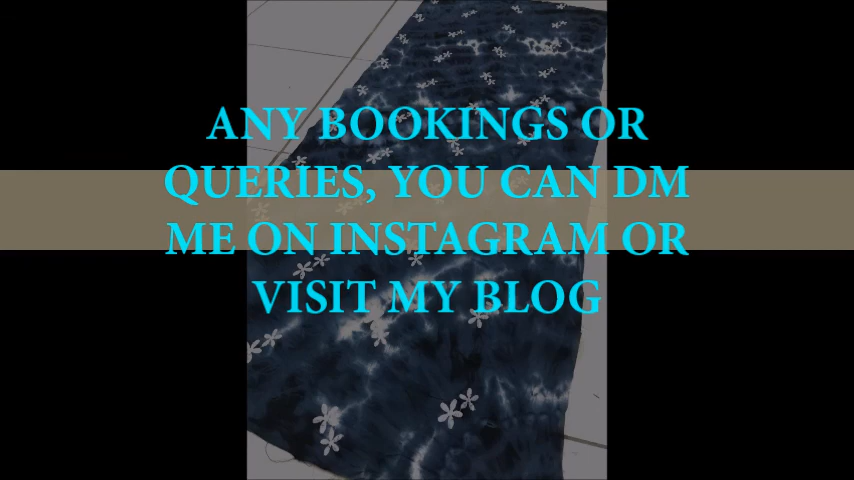 ANY BOOKINGS OR
QUERIES, YOU CAN DM
ME ON INSTAGRAM OR
VISIT MY BLOG